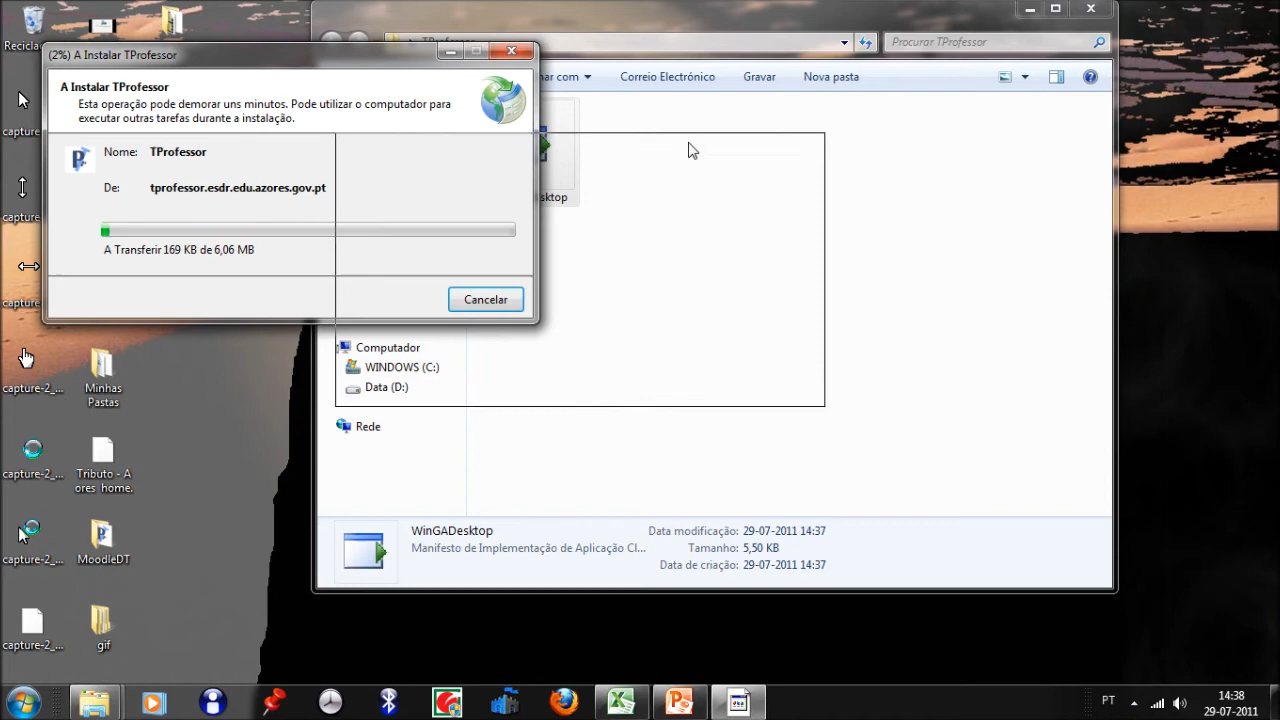 Recicla
(2%) A Instalar TProfessor
A Instalar TProfessor
Esta operação pode demorar uns minutos. Pode utilizar o computador para
executar outras tarefas durante a instalação.
Nome: TProfessor
De: tprofessor.esdr.edu.azores.gov.pt
A Transferir 169 KB de 6,06 MB
Cancelar
Procurar TProfessor
har com
Correio Electrónico
Gravar
Nova pasta
sktop
Computador
WINDOWS (C:)
Data (D:)
Rede
WinGADesktop
Manifesto de Implementação de Aplicação Cl...
Data modificação: 29-07-2011 14:37
Tamanho: 5,50 KB
Data de criação: 29-07-2011 14:37
capture
capture
capture
capture-2_...
Minhas
Pastas
capture-2_...
Tributo - A
ores home.
capture-2_...
MoodleDT
capture-2_...
gif
PT
14:38
29-07-2011